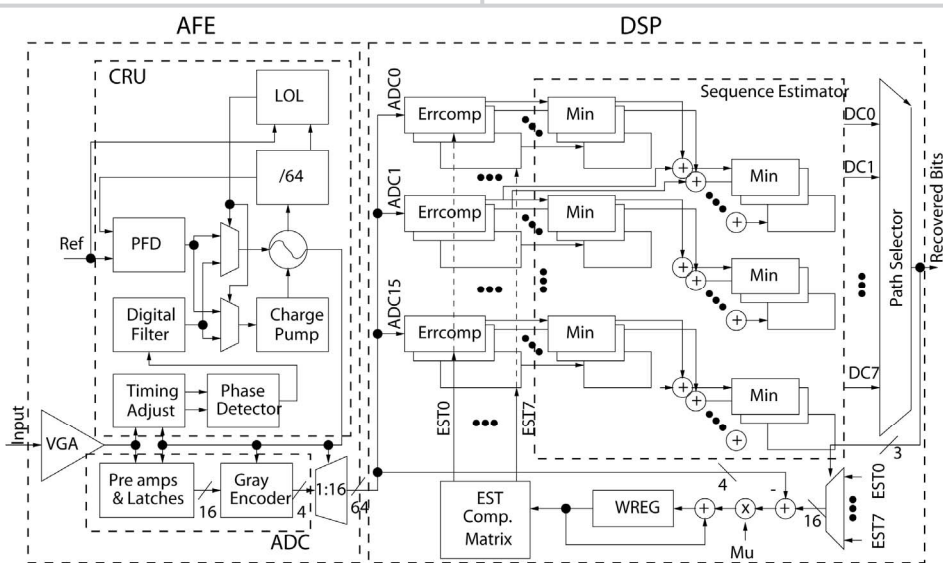 AFE
DSP
CRU
LOL
/64
Ref
PFD
Digital
Filter
Charge
Pump
Timing
Adjust
Phase
Detector
Input
VGA
Pre amps
& Latches
16
Gray
Encoder
4
1:16
64
ADC
ADC0
Errcomp
Min
Sequence Estimator
DC0
+
+
Min
+
ADC1
Errcomp
Min
DC1
+
+
Min
+
ADC15
Errcomp
Min
DC7
+
+
Min
+
Path Selector
Recovered Bits
3
EST0
EST7
EST
Comp.
Matrix
WREG
+
x
Mu
+
-
4
16
EST0
EST7